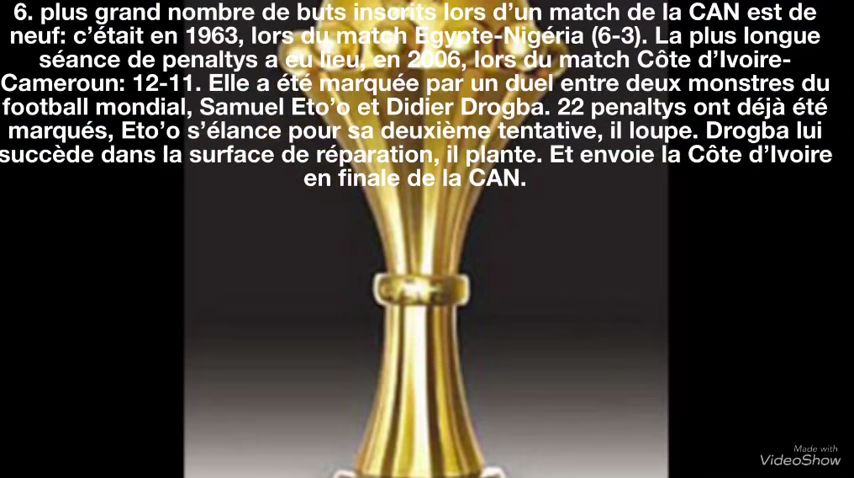 6. plus grand nombre de buts inscrits lors d’un match de la CAN est de
neuf: c’était en 1963, lors du match Egypte-Nigéria (6-3). La plus longue
séance de penaltys a eu lieu, en 2006, lors du match Côte d’Ivoire-
Cameroun: 12-11. Elle a été marquée par un duel entre deux monstres du
football mondial, Samuel Eto’o et Didier Drogba. 22 penaltys ont déjà été
marqués, Eto’o s’élance pour sa deuxième tentative, il loupe. Drogba lui
succède dans la surface de réparation, il plante. Et envoie la Côte d’Ivoire
en finale de la CAN.
Made with
VideoShow